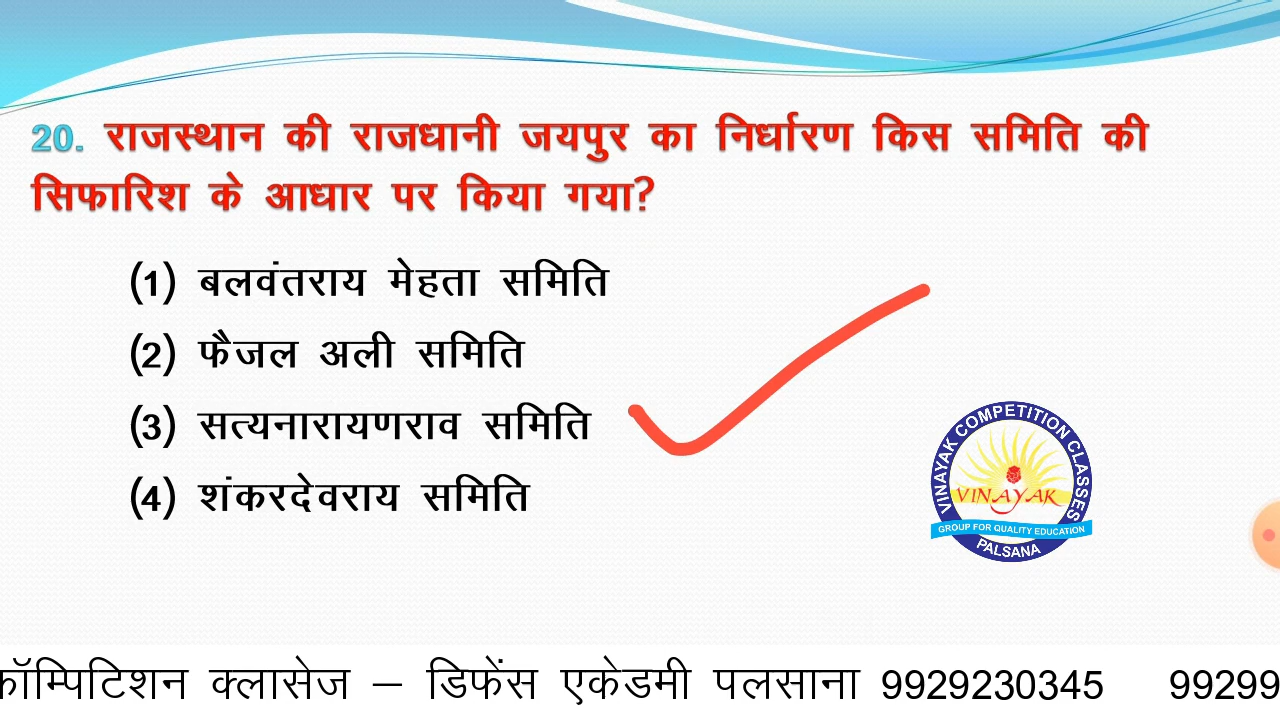 20. राजस्थान की राजधानी जयपुर का निर्धारण किस समिति की
सिफारिश के आधार पर किया गया?
(1) बलवंतराय मेहता समिति
(2) फैजल अली समिति
(3) सत्यनारायणराव समिति
(4) शंकरदेवराय समिति
VINAYAK COMPETITION CLASSES
VINAYAK
GROUP FOR QUALITY EDUCATION
PALSANA
कॉम्पिटिशन क्लासेज – डिफेंस एकेडमी पलसाना 9929230345 99299